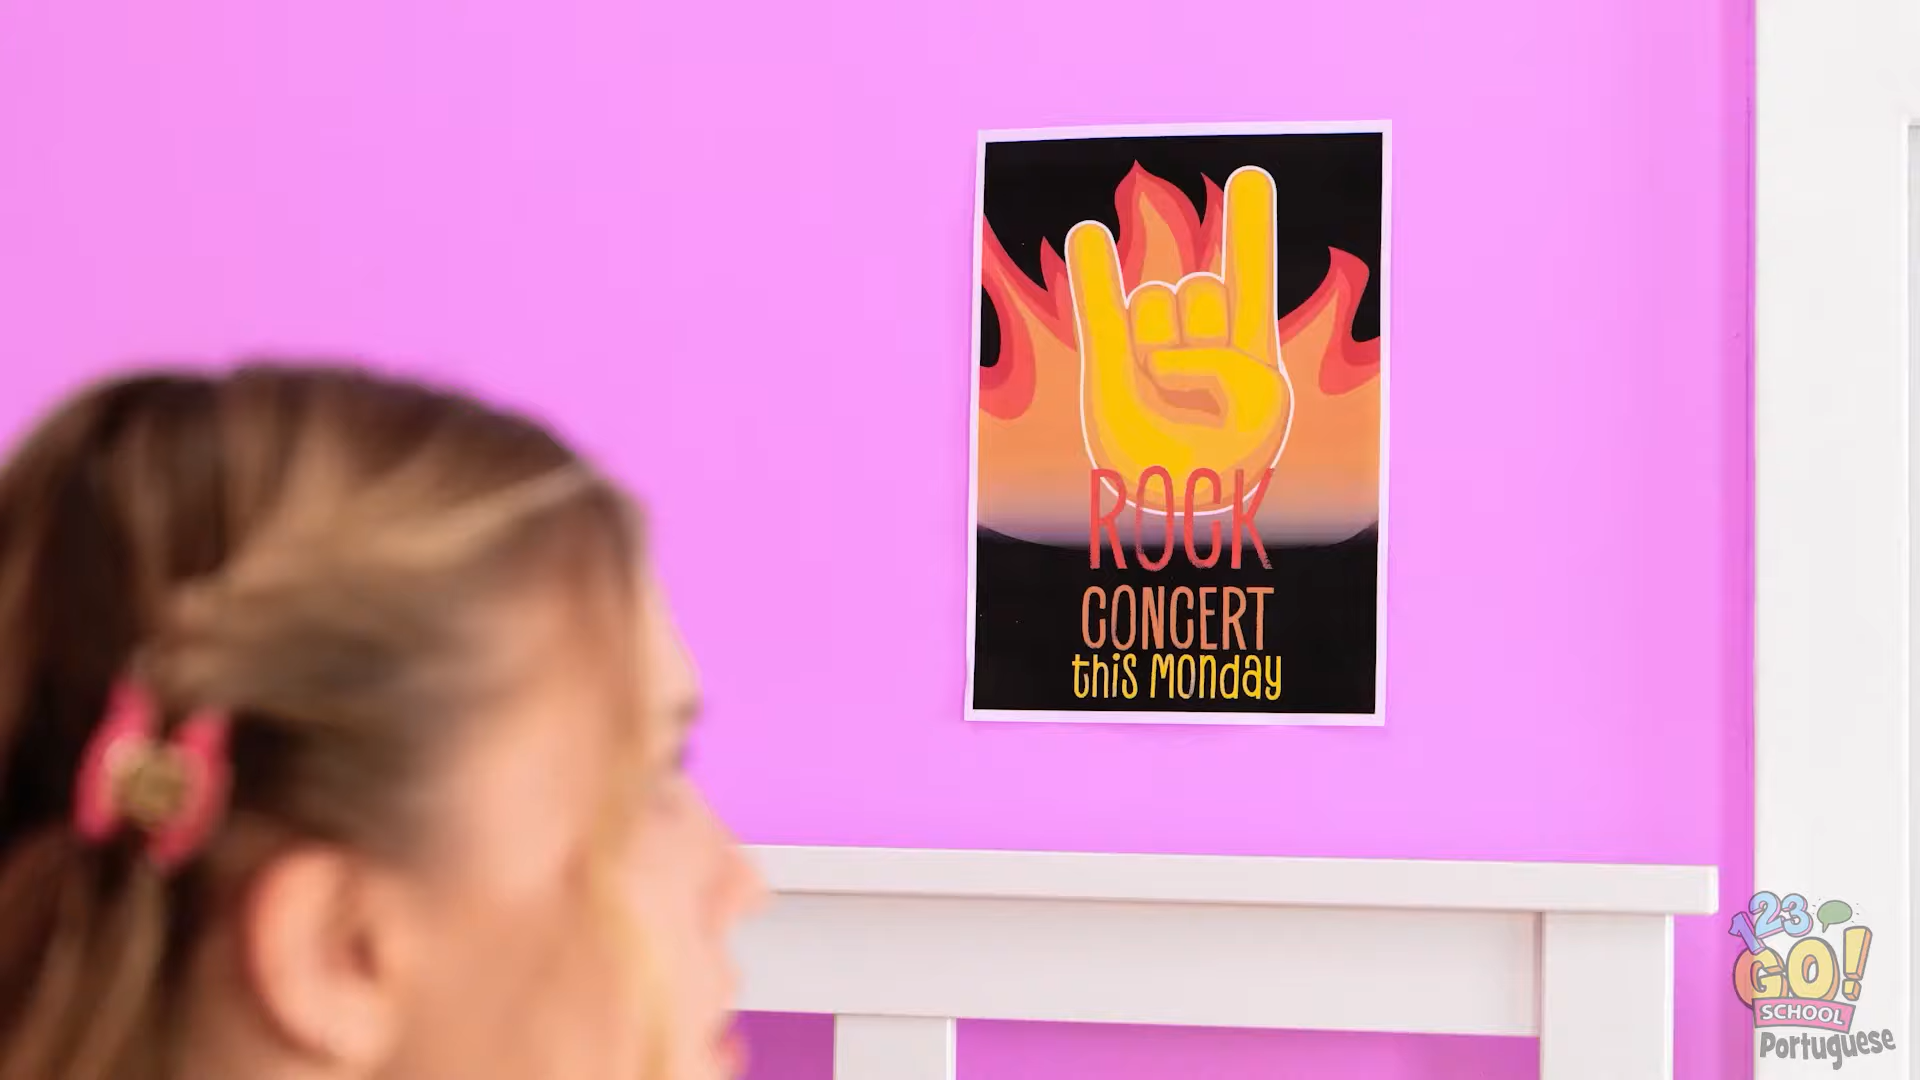 ROCK
CONCERT
this Monday
123
GO!
SCHOOL
Portuguese